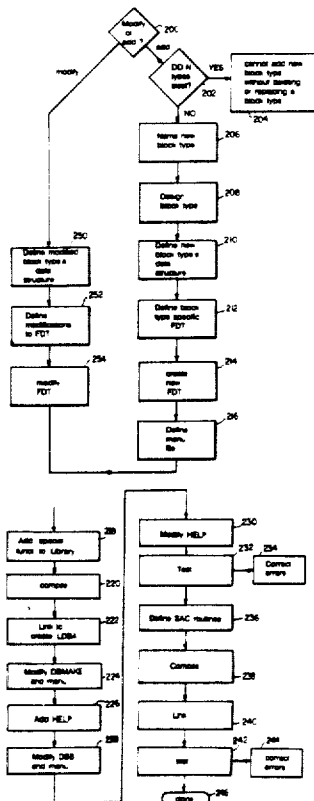 Modify
or
add ?
200
add
modify
DID N
types
exist?
202
YES
NO
cannot add new
block type
without deleting
or replacing a
block type
204
Name new
block type
206
Design
block type
208
Define new
block type s
data
structure
210
Define block
type specific
FDT
212
create
new
FDT
214
Define
menu
file
216
250
Define modified
block type s
data
structure
252
Define
modifications
to FDT
254
modify
FDT
218
Add special
funct to Library
compile
220
Link to
create LDBA
222
Modify DBMAKE
and menu
224
Add HELP
226
Modify DBB
and menu
228
Modify HELP
230
Test
232
Correct
errors
234
Define SAC routines
236
Compile
238
Link
240
test
242
correct
errors
244
done
246